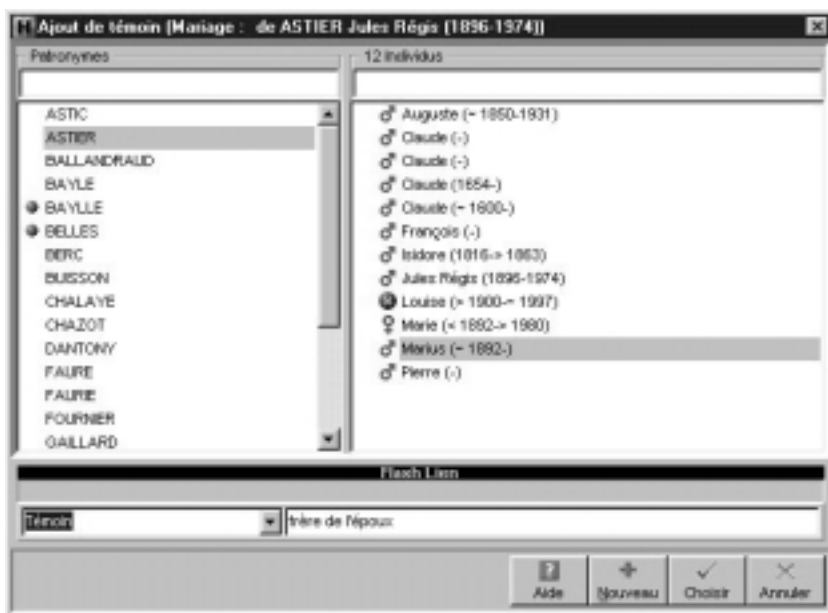 Ajout de témoin (Mariage : de ASTIER Jules Régis (1896-1974))
Patronymes
12 individus
ASTIC
ASTIER
BALLANDRAUD
BAYLE
BAYLLE
BELLES
BERC
BUISSON
CHALAYE
CHAZOT
DANTONY
FAURE
FAURIE
FOURNIER
GAILLARD
♂ Auguste (~ 1850-1931)
♂ Claude (-)
♂ Claude (-)
♂ Claude (1654-)
♂ Claude (~ 1600-)
♂ François (-)
♂ Isidore (1816-> 1863)
♂ Jules Régis (1896-1974)
Louise (> 1900-~ 1997)
♀ Marie (< 1892-> 1980)
♂ Marius (~ 1892-)
♂ Pierre (-)
Flash Lien
Témoin
frère de l'époux
Aide
Nouveau
Choisir
Annuler